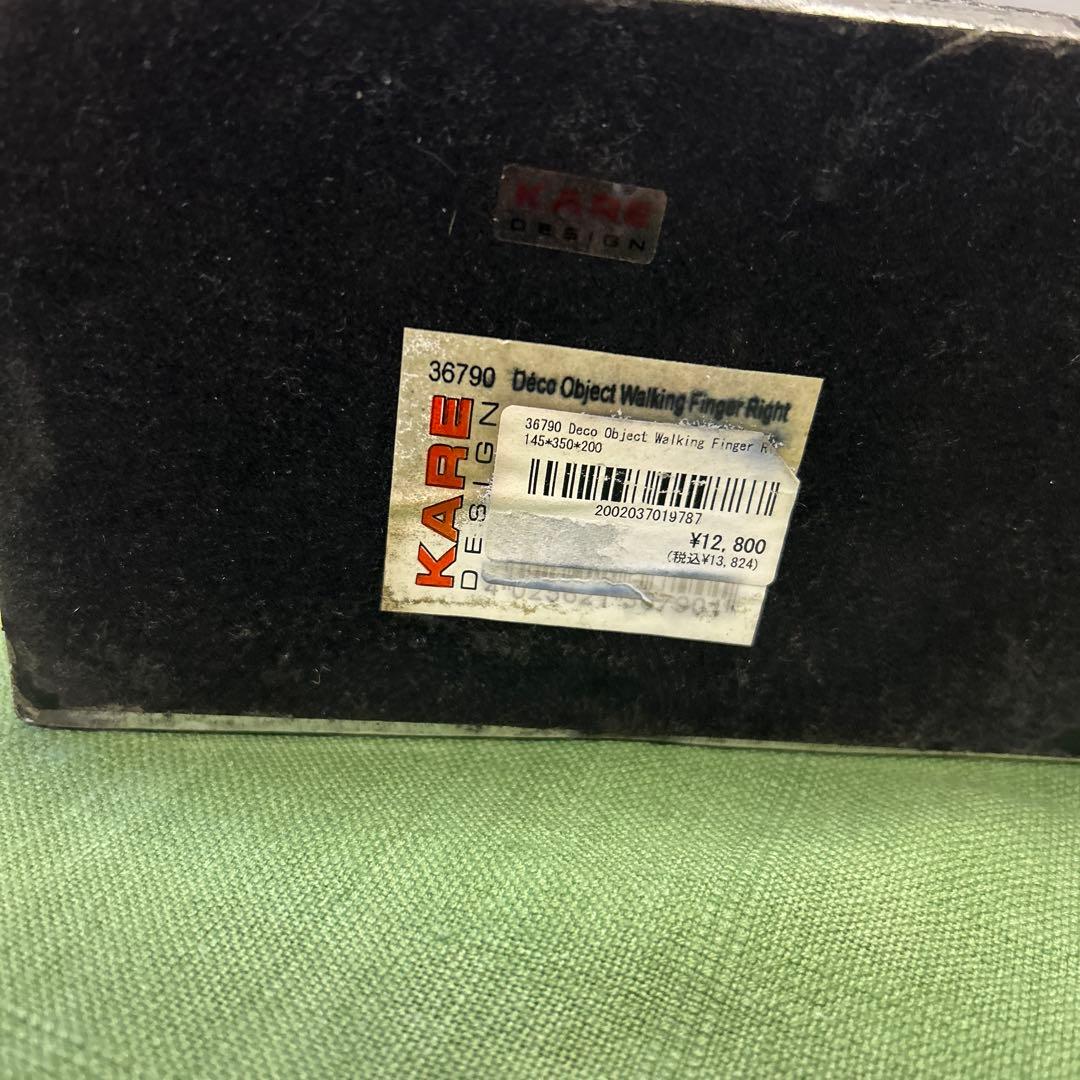 KARE
DESIGN
36790 Déco Object Walking Finger Right
KARE
DESIGN
36790 Deco Object Walking Finger R
145*350*200
2002037019787
¥12,800
(税込¥13,824)